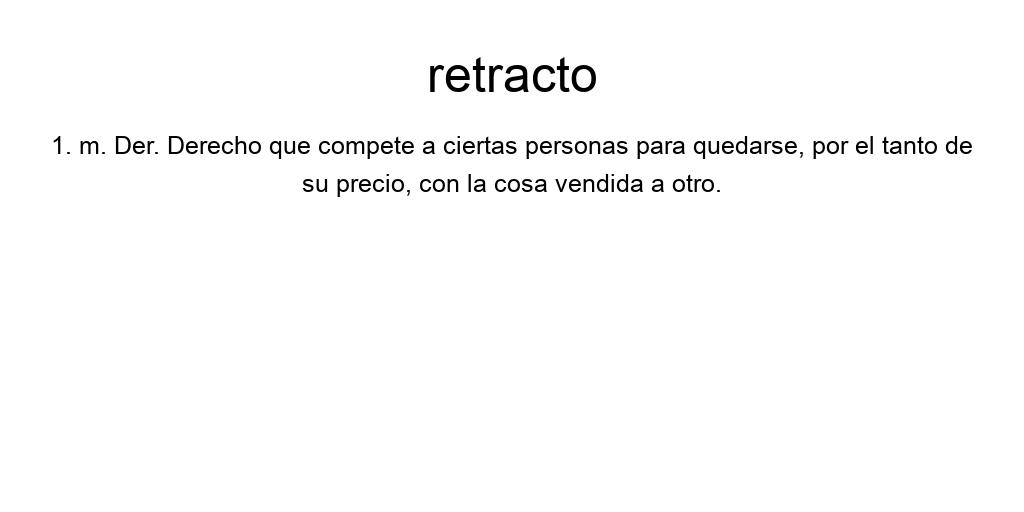 retracto
1. m. Der. Derecho que compete a ciertas personas para quedarse, por el tanto de
su precio, con la cosa vendida a otro.